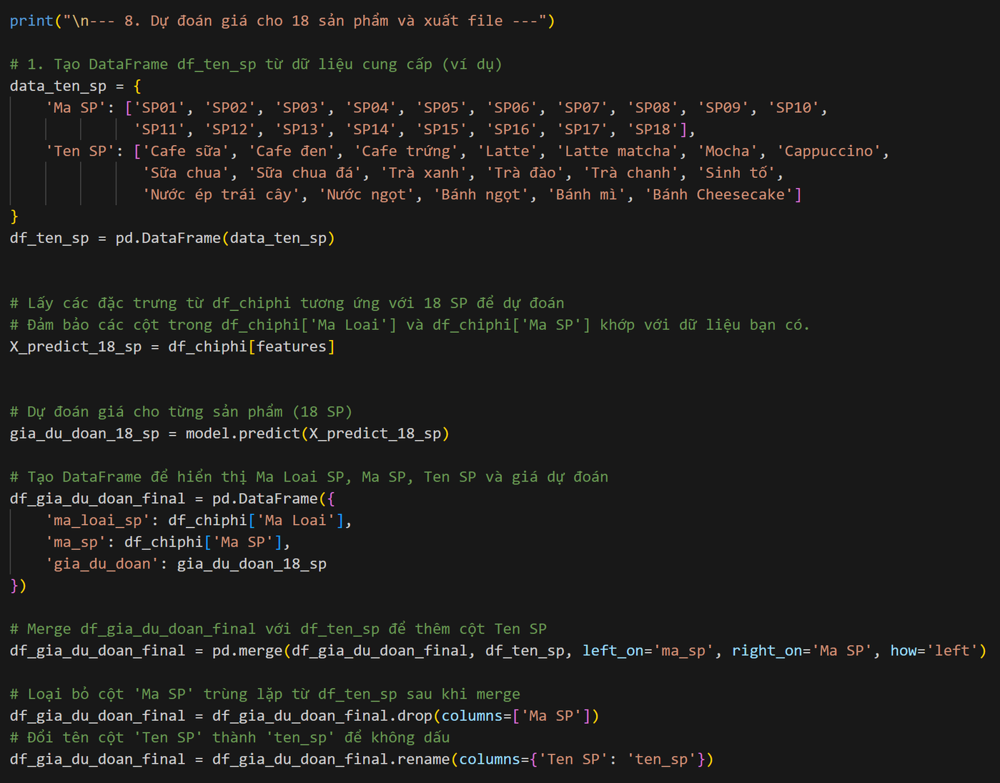 print("\n--- 8. Dự đoán giá cho 18 sản phẩm và xuất file ---")
# 1. Tạo DataFrame df_ten_sp từ dữ liệu cung cấp (ví dụ)
data_ten_sp = {
'Ma SP': ['SP01', 'SP02', 'SP03', 'SP04', 'SP05', 'SP06', 'SP07', 'SP08', 'SP09', 'SP10',
'SP11', 'SP12', 'SP13', 'SP14', 'SP15', 'SP16', 'SP17', 'SP18'],
'Ten SP': ['Cafe sữa', 'Cafe đen', 'Cafe trứng', 'Latte', 'Latte matcha', 'Mocha', 'Cappuccino',
'Sữa chua', 'Sữa chua đá', 'Trà xanh', 'Trà đào', 'Trà chanh', 'Sinh tố',
'Nước ép trái cây', 'Nước ngọt', 'Bánh ngọt', 'Bánh mì', 'Bánh Cheesecake']
}
df_ten_sp = pd.DataFrame(data_ten_sp)
# Lấy các đặc trưng từ df_chiphi tương ứng với 18 SP để dự đoán
# Đảm bảo các cột trong df_chiphi['Ma Loai'] và df_chiphi['Ma SP'] khớp với dữ liệu bạn có.
X_predict_18_sp = df_chiphi[features]
# Dự đoán giá cho từng sản phẩm (18 SP)
gia_du_doan_18_sp = model.predict(X_predict_18_sp)
# Tạo DataFrame để hiển thị Ma Loai SP, Ma SP, Ten SP và giá dự đoán
df_gia_du_doan_final = pd.DataFrame({
'ma_loai_sp': df_chiphi['Ma Loai'],
'ma_sp': df_chiphi['Ma SP'],
'gia_du_doan': gia_du_doan_18_sp
})
# Merge df_gia_du_doan_final với df_ten_sp để thêm cột Ten SP
df_gia_du_doan_final = pd.merge(df_gia_du_doan_final, df_ten_sp, left_on='ma_sp', right_on='Ma SP', how='left')
# Loại bỏ cột 'Ma SP' trùng lặp từ df_ten_sp sau khi merge
df_gia_du_doan_final = df_gia_du_doan_final.drop(columns=['Ma SP'])
# Đổi tên cột 'Ten SP' thành 'ten_sp' để không dấu
df_gia_du_doan_final = df_gia_du_doan_final.rename(columns={'Ten SP': 'ten_sp'})